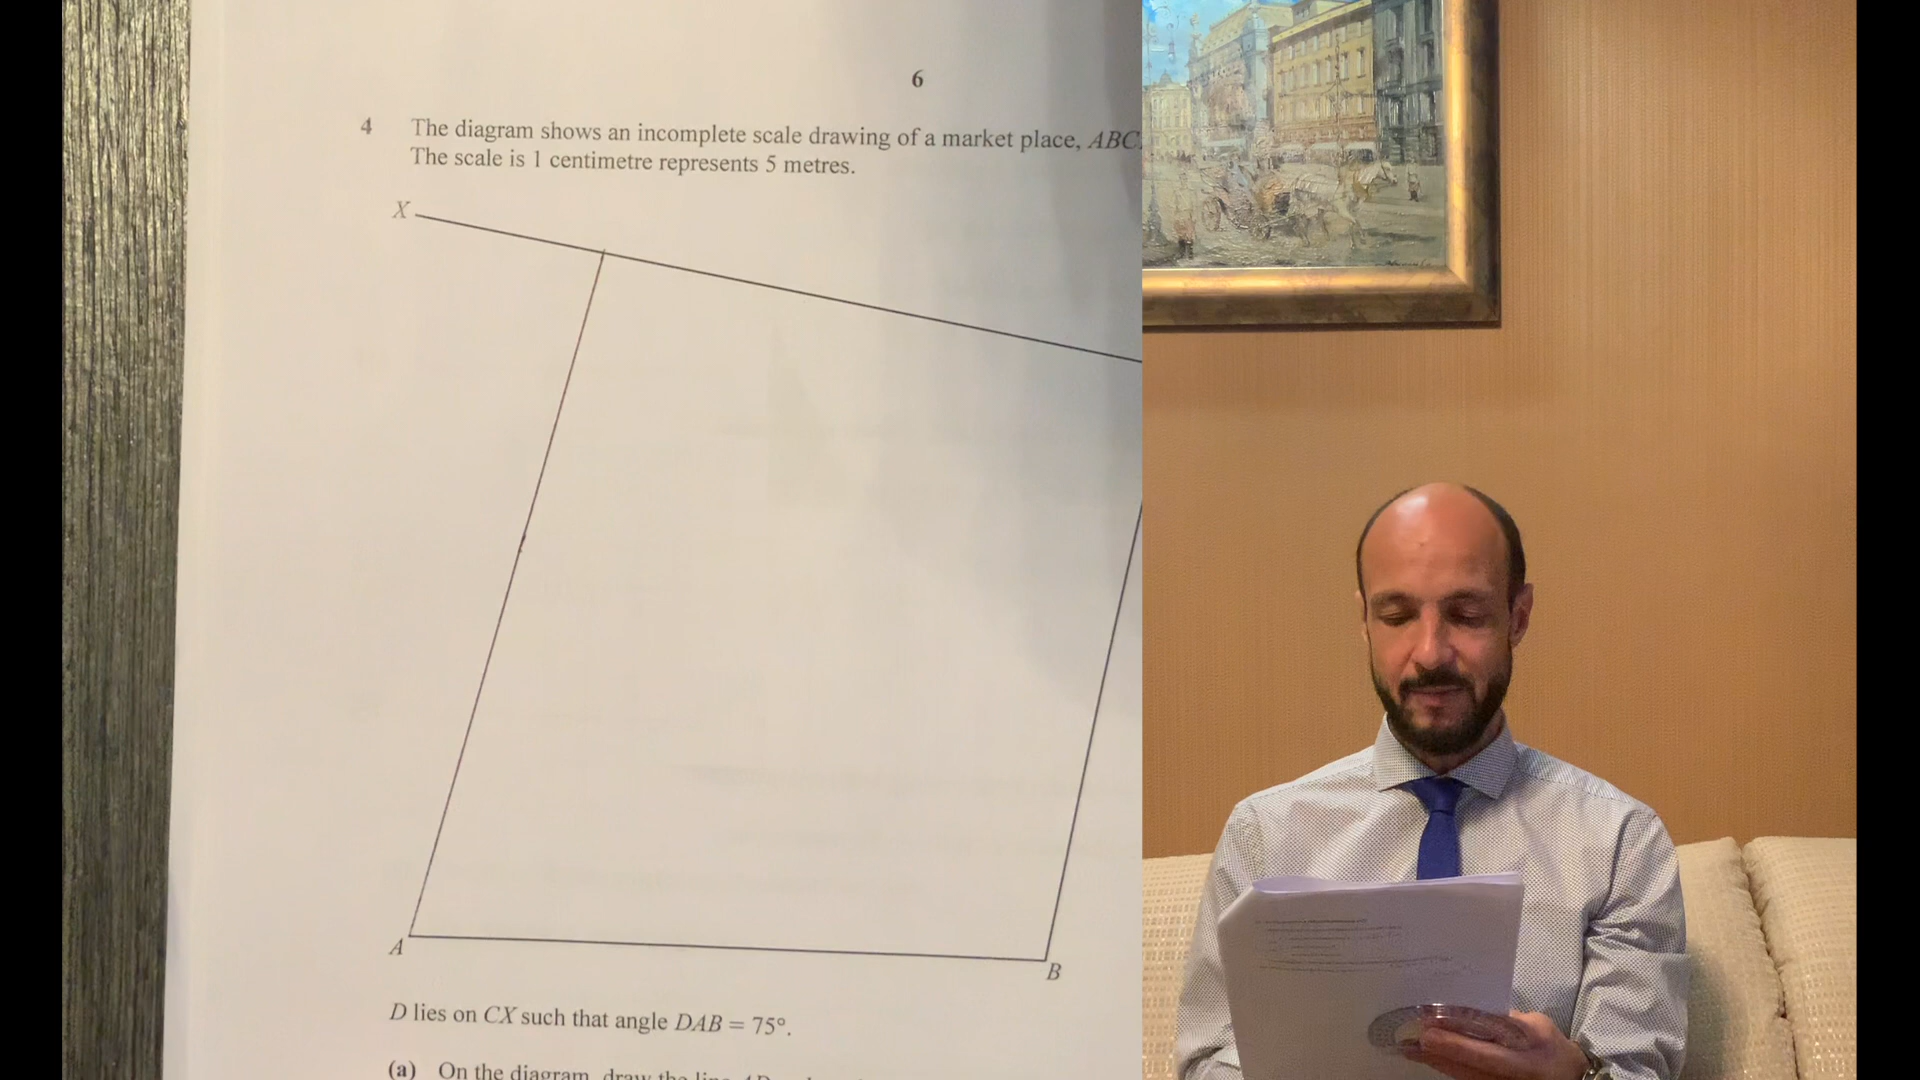 6
4 The diagram shows an incomplete scale drawing of a market place, ABC
The scale is 1 centimetre represents 5 metres.
X
A
B
D lies on CX such that angle DAB = 75°.
(a) On the diagram, draw the line